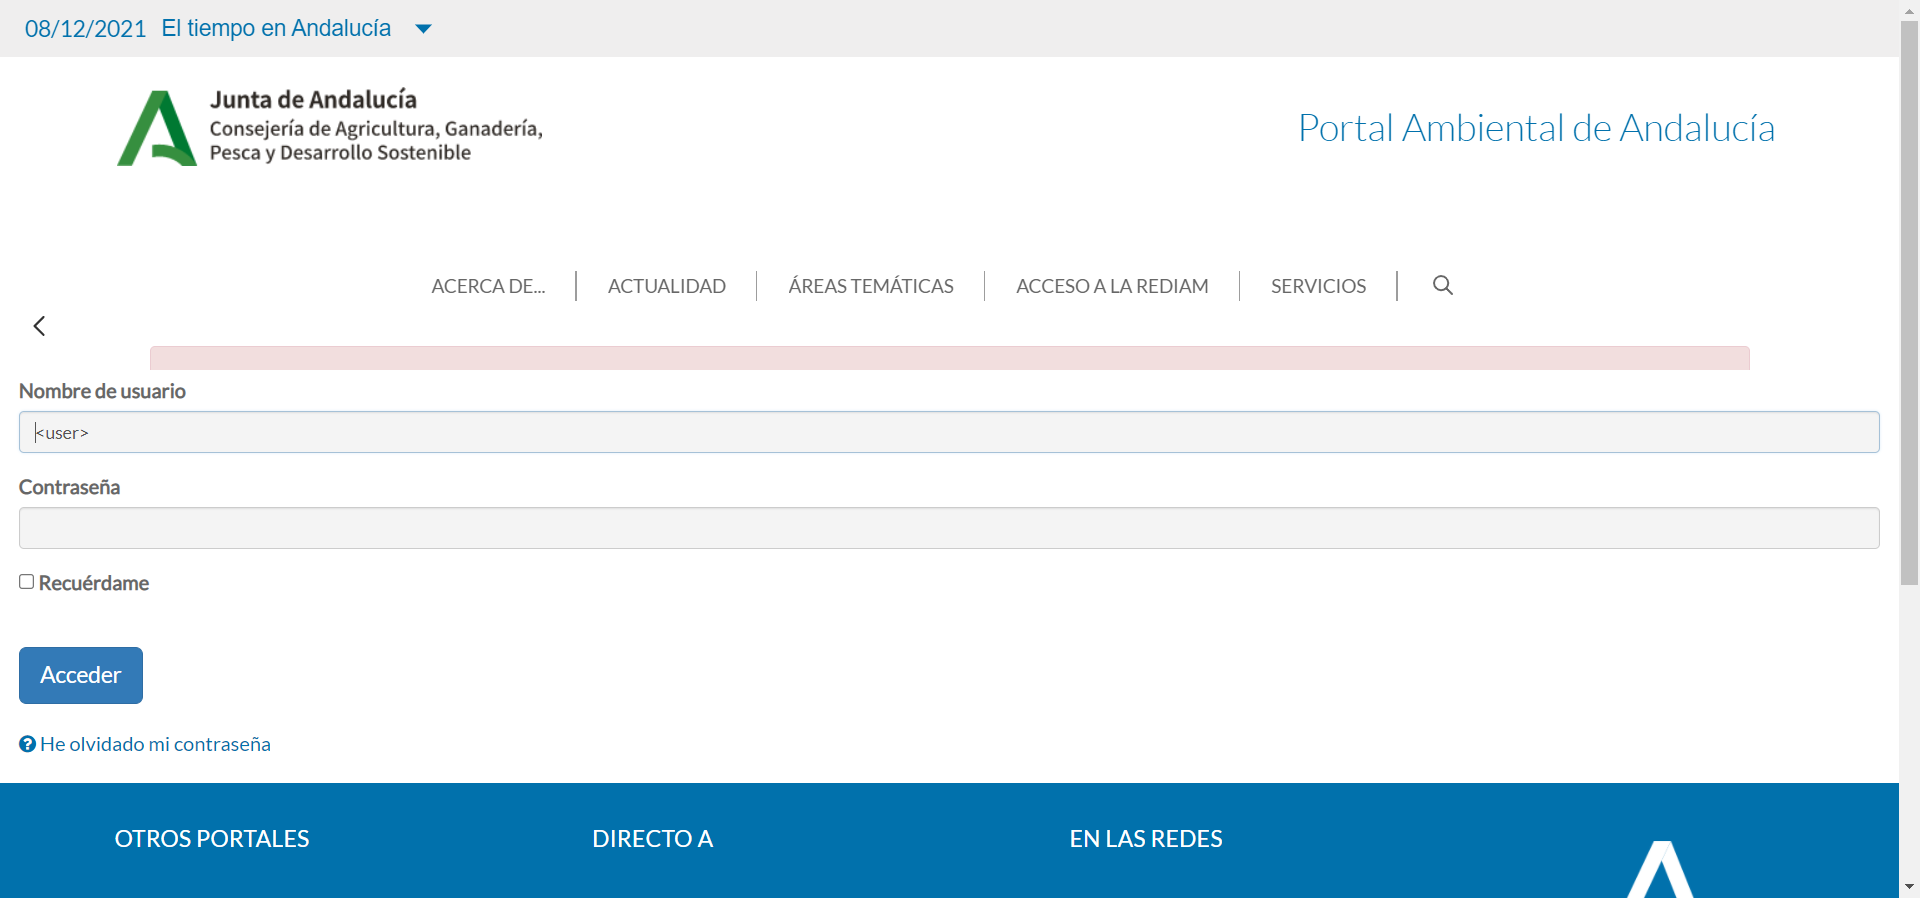 08/12/2021 El tiempo en Andalucía
Junta de Andalucía
Consejería de Agricultura, Ganadería,
Pesca y Desarrollo Sostenible
Portal Ambiental de Andalucía
ACERCA DE... ACTUALIDAD ÁREAS TEMÁTICAS ACCESO A LA REDIAM SERVICIOS
Nombre de usuario
<user>
Contraseña
Recuérdame
Acceder
He olvidado mi contraseña
OTROS PORTALES DIRECTO A EN LAS REDES